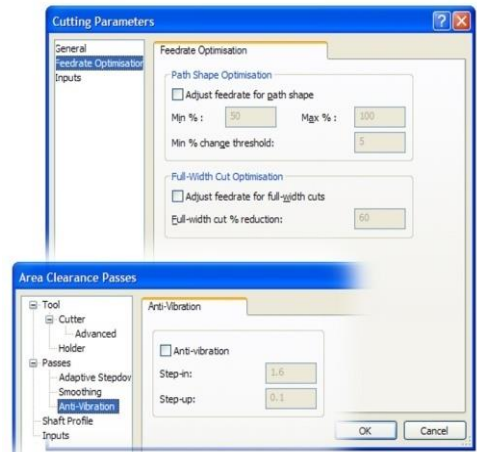 Cutting Parameters
General
Feedrate Optimisation
Inputs
Feedrate Optimisation
Path Shape Optimisation
Adjust feedrate for path shape
Min % : 50 Max % : 100
Min % change threshold: 5
Full-Width Cut Optimisation
Adjust feedrate for full-width cuts
Full-width cut % reduction: 60
Area Clearance Passes
Tool
Cutter
Advanced
Holder
Passes
Adaptive Stepdov
Smoothing
Anti-Vibration
Shaft Profile
Inputs
Anti-Vibration
Anti-vibration
Step-in: 1.6
Step-up: 0.1
OK Cancel